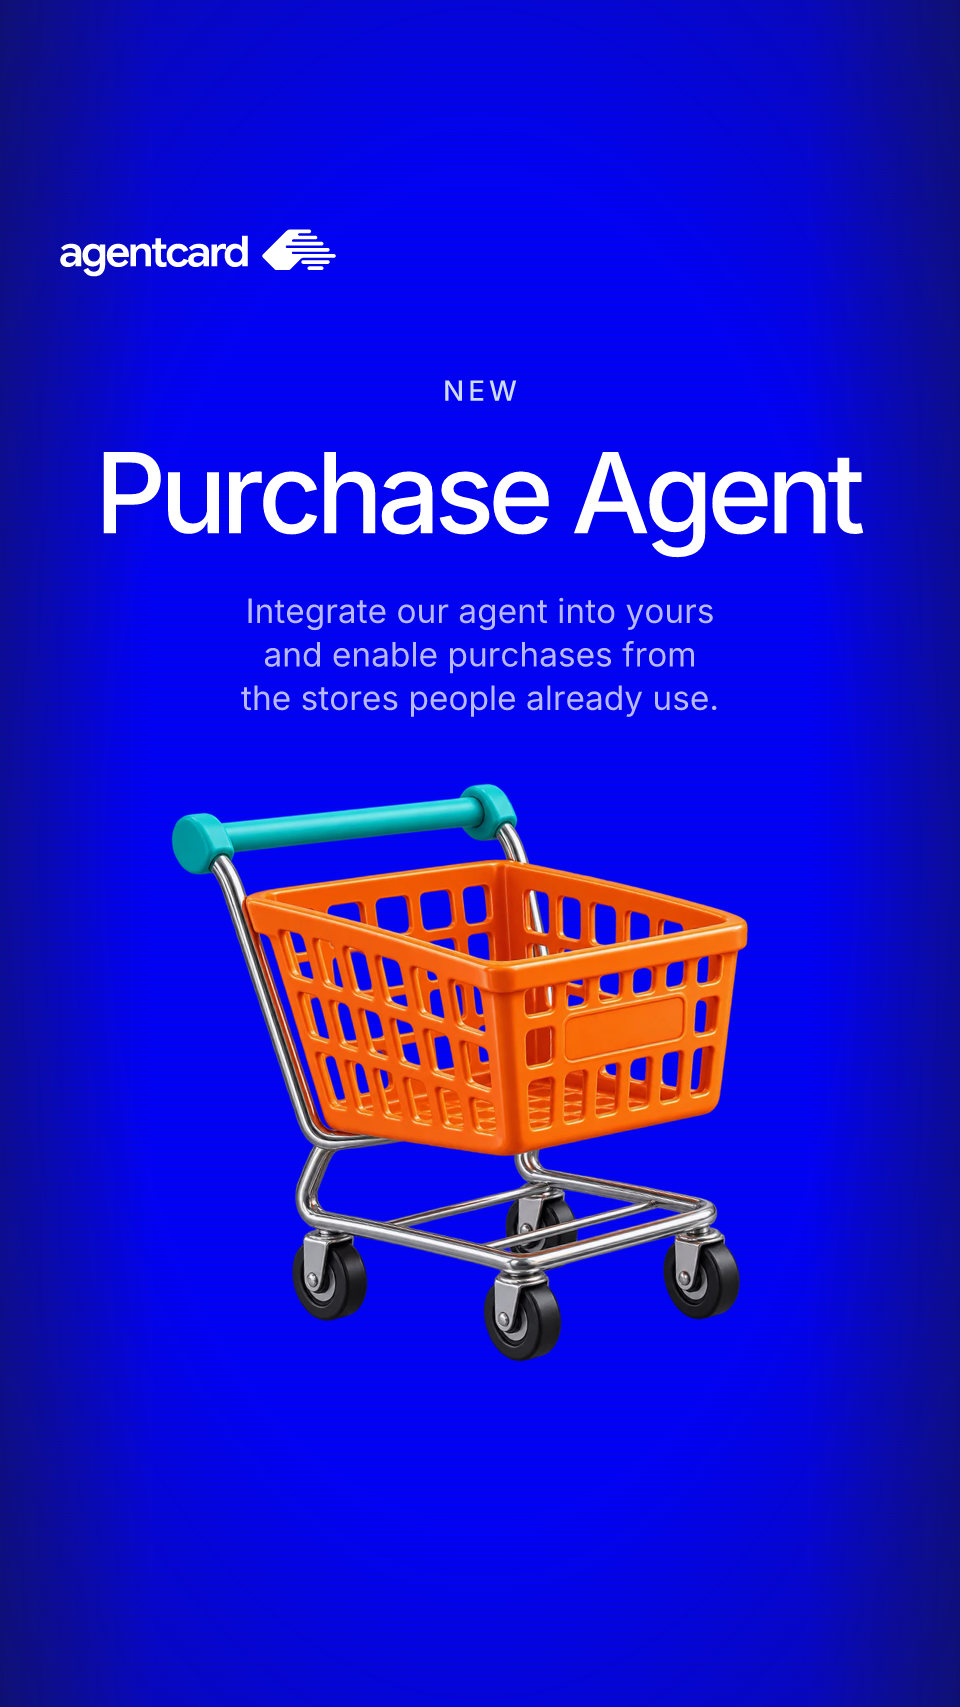 agentcard
NEW
Purchase Agent
Integrate our agent into yours
and enable purchases from
the stores people already use.